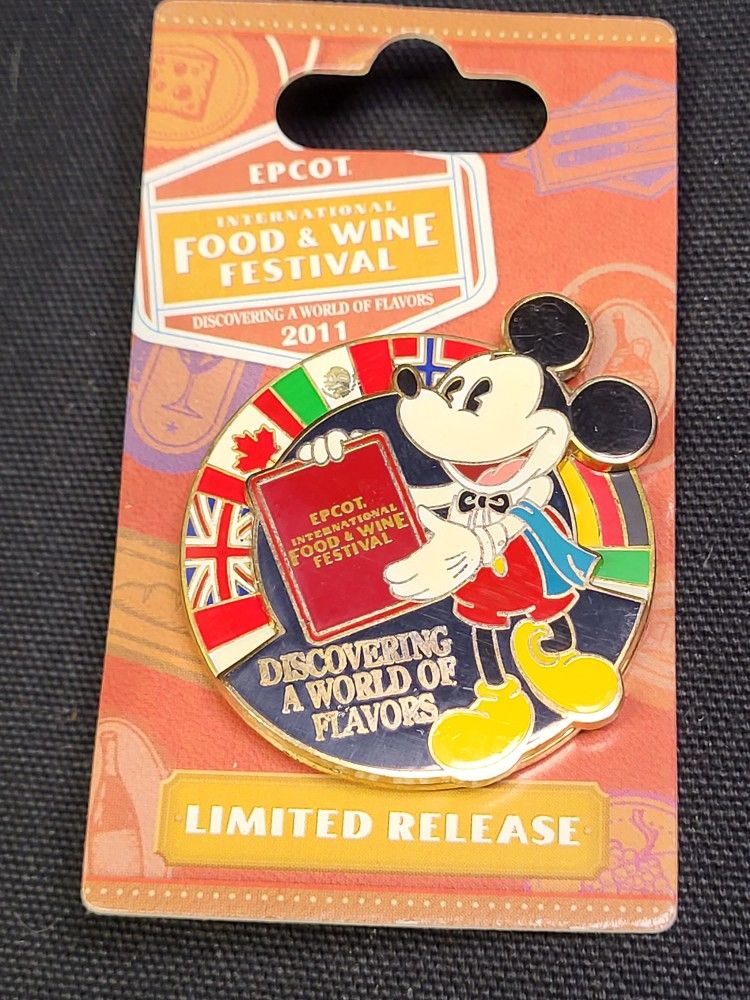 EPCOT.
INTERNATIONAL
FOOD & WINE
FESTIVAL
DISCOVERING A WORLD OF FLAVORS
2011
EPCOT.
INTERNATIONAL
FOOD & WINE
FESTIVAL
DISCOVERING
A WORLD OF
FLAVORS
LIMITED RELEASE